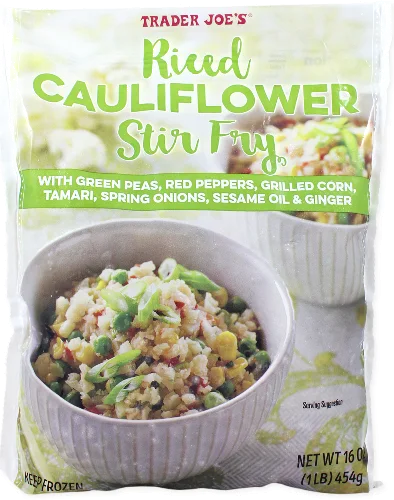 TRADER JOE'S®
Riced
CAULIFLOWER
Stir Fry
WITH GREEN PEAS, RED PEPPERS, GRILLED CORN,
TAMARI, SPRING ONIONS, SESAME OIL & GINGER
Serving Suggestion
NET WT 16 O
(1 LB) 454g
KEEP FROZEN